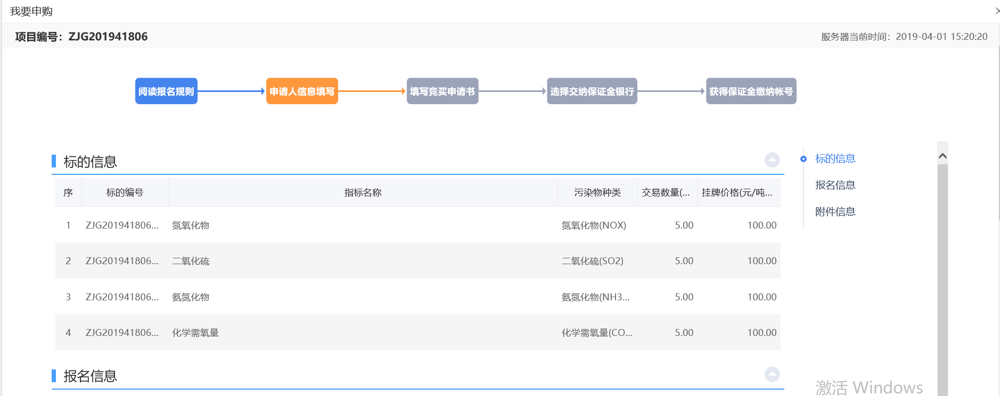 我要申购
项目编号：ZJG201941806 服务器当前时间：2019-04-01 15:20:20
阅读报名规则 申请人信息填写 填写竞买申请书 选择交纳保证金银行 获得保证金缴纳帐号
标的信息
序 标的编号 指标名称 污染物种类 交易数量(... 挂牌价格(元/吨...
1 ZJG201941806... 氮氧化物 氮氧化物(NOX) 5.00 100.00
2 ZJG201941806... 二氧化硫 二氧化硫(SO2) 5.00 100.00
3 ZJG201941806... 氨氮化物 氨氮化物(NH3... 5.00 100.00
4 ZJG201941806... 化学需氧量 化学需氧量(CO... 5.00 100.00
报名信息
标的信息
报名信息
附件信息
激活 Windows